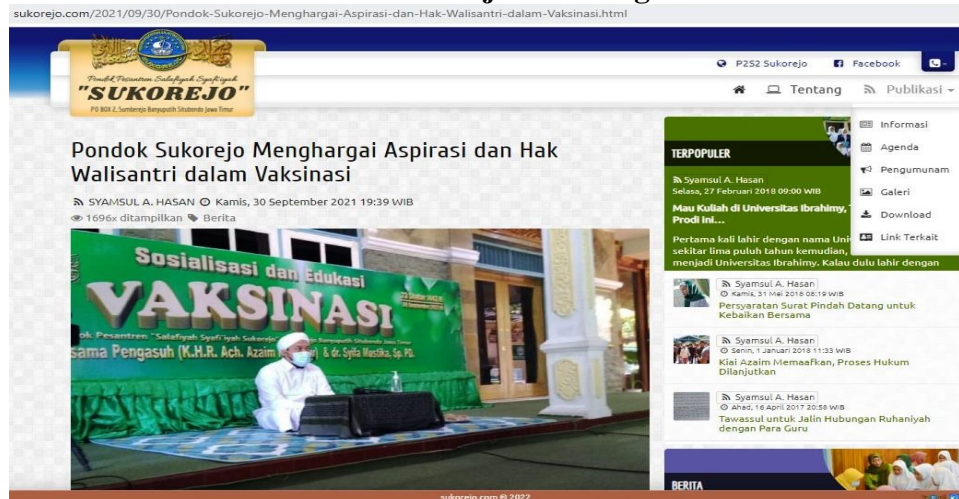 sukorejo.com/2021/09/30/Pondok-Sukorejo-Menghargai-Aspirasi-dan-Hak-Walisantri-dalam-Vaksinasi.html
Pondok Pesantren Salafiyah Syafi'iyah
"SUKOREJO"
PO BOX 2, Sumberejo Banyuputih Situbondo Jawa Timur
P2S2 Sukorejo
Facebook
Tentang
Publikasi
Informasi
Agenda
Pengumunam
Galeri
Download
Link Terkait
Pondok Sukorejo Menghargai Aspirasi dan Hak
Walisantri dalam Vaksinasi
SYAMSUL A. HASAN Kamis, 30 September 2021 19:39 WIB
1696x ditampilkan Berita
Sosialisasi dan Edukasi
VAKSINASI
ok Pesantren "Salafiyah Syafi'iyah Sukorejo"
sama Pengasuh (K.H.R. Ach. Azaim & dr. Syifa Mustika, Sp. PD.
TERPOPULER
Syamsul A. Hasan
Selasa, 27 Februari 2018 09:00 WIB
Mau Kuliah di Universitas Ibrahimy,
Prodi Ini...
Pertama kali lahir dengan nama Uni
sekitar lima puluh tahun kemudian,
menjadi Universitas Ibrahimy. Kalau dulu lahir dengan
Syamsul A. Hasan
Kamis, 31 Mei 2018 08:19 WIB
Persyaratan Surat Pindah Datang untuk
Kebaikan Bersama
Syamsul A. Hasan
Senin, 1 Januari 2018 11:33 WIB
Kiai Azaim Memaafkan, Proses Hukum
Dilanjutkan
Syamsul A. Hasan
Ahad, 16 April 2017 20:58 WIB
Tawassul untuk Jalin Hubungan Ruhaniyah
dengan Para Guru
BERITA
sukorejo.com © 2022